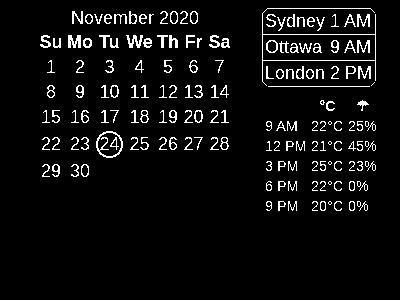 November 2020
Su Mo Tu We Th Fr Sa
1 2 3 4 5 6 7
8 9 10 11 12 13 14
15 16 17 18 19 20 21
22 23 24 25 26 27 28
29 30
Sydney 1 AM
Ottawa 9 AM
London 2 PM
°C ☂
9 AM 22°C 25%
12 PM 21°C 45%
3 PM 25°C 23%
6 PM 22°C 0%
9 PM 20°C 0%